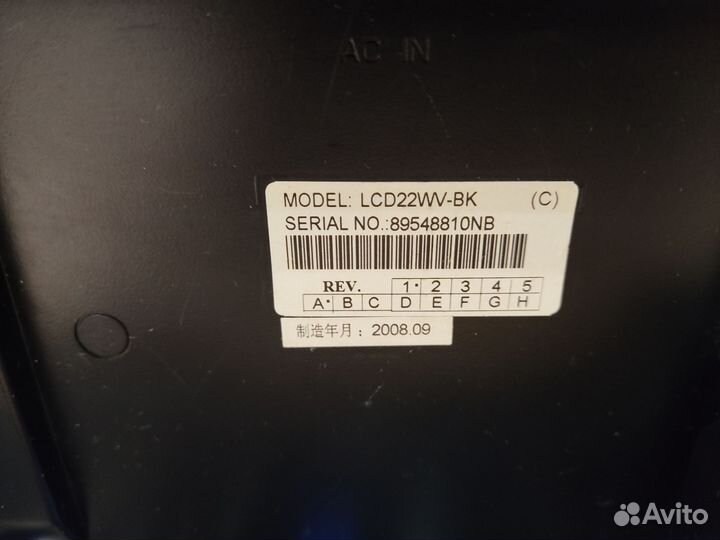 AC IN
MODEL: LCD22WV-BK (C)
SERIAL NO.:89548810NB
REV. 1• 2 3 4 5
A• B C D E F G H
制造年月：2008.09
Avito